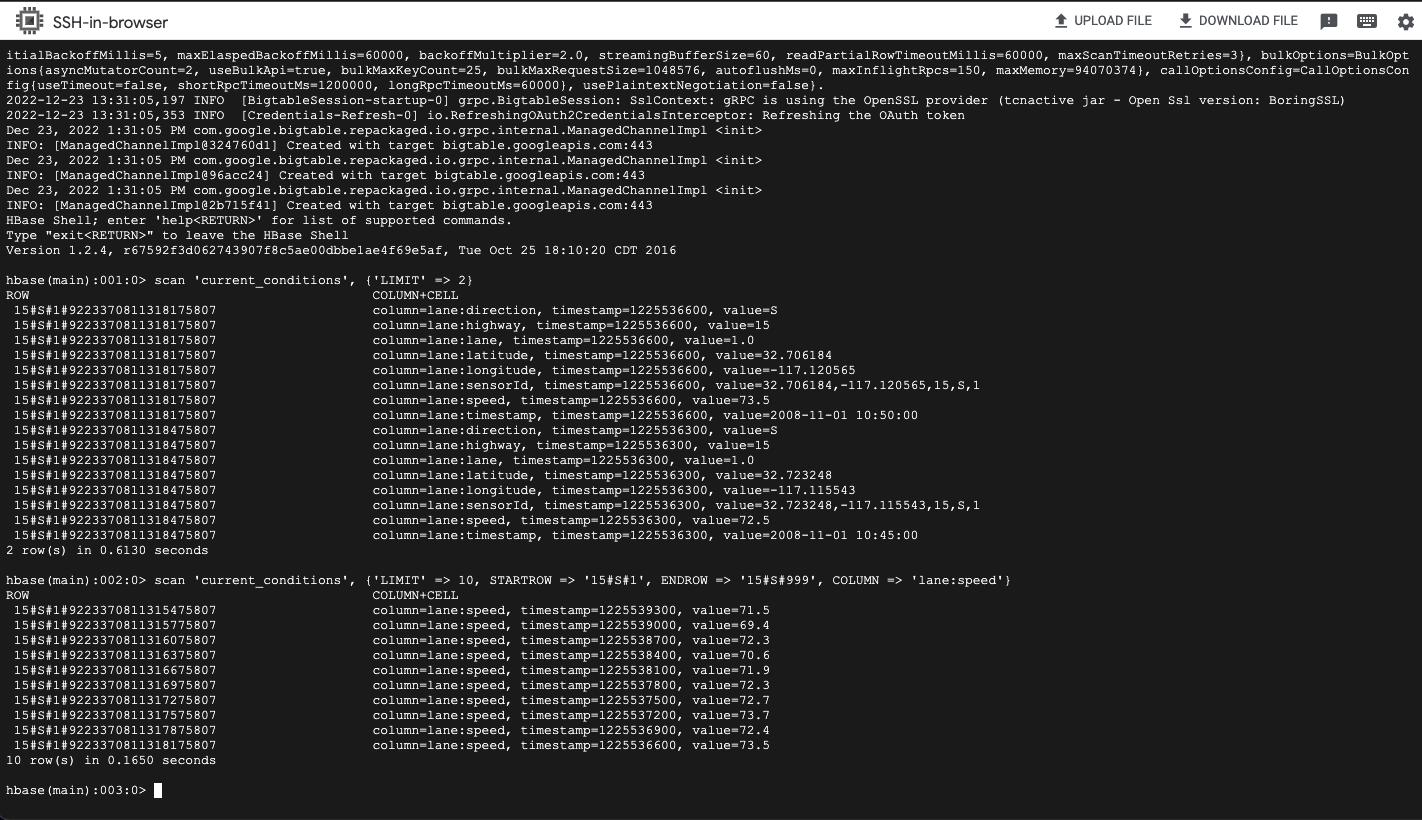 SSH-in-browser
UPLOAD FILE
DOWNLOAD FILE
itialBackoffMillis=5, maxElaspedBackoffMillis=60000, backoffMultiplier=2.0, streamingBufferSize=60, readPartialRowTimeoutMillis=60000, maxScanTimeoutRetries=3}, bulkOptions=BulkOpt
ions{asyncMutatorCount=2, useBulkApi=true, bulkMaxKeyCount=25, bulkMaxRequestSize=1048576, autoflushMs=0, maxInflightRpcs=150, maxMemory=94070374}, callOptionsConfig=CallOptionsCon
fig{useTimeout=false, shortRpcTimeoutMs=1200000, longRpcTimeoutMs=60000}, usePlaintextNegotiation=false}.
2022-12-23 13:31:05,197 INFO  [BigtableSession-startup-0] grpc.BigtableSession: SslContext: gRPC is using the OpenSSL provider (tcnactive jar - Open Ssl version: BoringSSL)
2022-12-23 13:31:05,353 INFO  [Credentials-Refresh-0] io.RefreshingOAuth2CredentialsInterceptor: Refreshing the OAuth token
Dec 23, 2022 1:31:05 PM com.google.bigtable.repackaged.io.grpc.internal.ManagedChannelImpl <init>
INFO: [ManagedChannelImpl@324760d1] Created with target bigtable.googleapis.com:443
Dec 23, 2022 1:31:05 PM com.google.bigtable.repackaged.io.grpc.internal.ManagedChannelImpl <init>
INFO: [ManagedChannelImpl@96acc24] Created with target bigtable.googleapis.com:443
Dec 23, 2022 1:31:05 PM com.google.bigtable.repackaged.io.grpc.internal.ManagedChannelImpl <init>
INFO: [ManagedChannelImpl@2b715f41] Created with target bigtable.googleapis.com:443
HBase Shell; enter 'help<RETURN>' for list of supported commands.
Type "exit<RETURN>" to leave the HBase Shell
Version 1.2.4, r67592f3d062743907f8c5ae00dbbe1ae4f69e5af, Tue Oct 25 18:10:20 CDT 2016
hbase(main):001:0> scan 'current_conditions', {'LIMIT' => 2}
ROW                    COLUMN+CELL
15#S#1#9223370811318175807 column=lane:direction, timestamp=1225536600, value=S
15#S#1#9223370811318175807 column=lane:highway, timestamp=1225536600, value=15
15#S#1#9223370811318175807 column=lane:lane, timestamp=1225536600, value=1.0
15#S#1#9223370811318175807 column=lane:latitude, timestamp=1225536600, value=32.706184
15#S#1#9223370811318175807 column=lane:longitude, timestamp=1225536600, value=-117.120565
15#S#1#9223370811318175807 column=lane:sensorId, timestamp=1225536600, value=32.706184,-117.120565,15,S,1
15#S#1#9223370811318175807 column=lane:speed, timestamp=1225536600, value=73.5
15#S#1#9223370811318175807 column=lane:timestamp, timestamp=1225536600, value=2008-11-01 10:50:00
15#S#1#9223370811318475807 column=lane:direction, timestamp=1225536300, value=S
15#S#1#9223370811318475807 column=lane:highway, timestamp=1225536300, value=15
15#S#1#9223370811318475807 column=lane:lane, timestamp=1225536300, value=1.0
15#S#1#9223370811318475807 column=lane:latitude, timestamp=1225536300, value=32.723248
15#S#1#9223370811318475807 column=lane:longitude, timestamp=1225536300, value=-117.115543
15#S#1#9223370811318475807 column=lane:sensorId, timestamp=1225536300, value=32.723248,-117.115543,15,S,1
15#S#1#9223370811318475807 column=lane:speed, timestamp=1225536300, value=72.5
15#S#1#9223370811318475807 column=lane:timestamp, timestamp=1225536300, value=2008-11-01 10:45:00
2 row(s) in 0.6130 seconds
hbase(main):002:0> scan 'current_conditions', {'LIMIT' => 10, STARTROW => '15#S#1', ENDROW => '15#S#999', COLUMN => 'lane:speed'}
ROW                    COLUMN+CELL
15#S#1#9223370811315475807 column=lane:speed, timestamp=1225539300, value=71.5
15#S#1#9223370811315775807 column=lane:speed, timestamp=1225539000, value=69.4
15#S#1#9223370811316075807 column=lane:speed, timestamp=1225538700, value=72.3
15#S#1#9223370811316375807 column=lane:speed, timestamp=1225538400, value=70.6
15#S#1#9223370811316675807 column=lane:speed, timestamp=1225538100, value=71.9
15#S#1#9223370811316975807 column=lane:speed, timestamp=1225537800, value=72.3
15#S#1#9223370811317275807 column=lane:speed, timestamp=1225537500, value=72.7
15#S#1#9223370811317575807 column=lane:speed, timestamp=1225537200, value=73.7
15#S#1#9223370811317875807 column=lane:speed, timestamp=1225536900, value=72.4
15#S#1#9223370811318175807 column=lane:speed, timestamp=1225536600, value=73.5
10 row(s) in 0.1650 seconds
hbase(main):003:0>